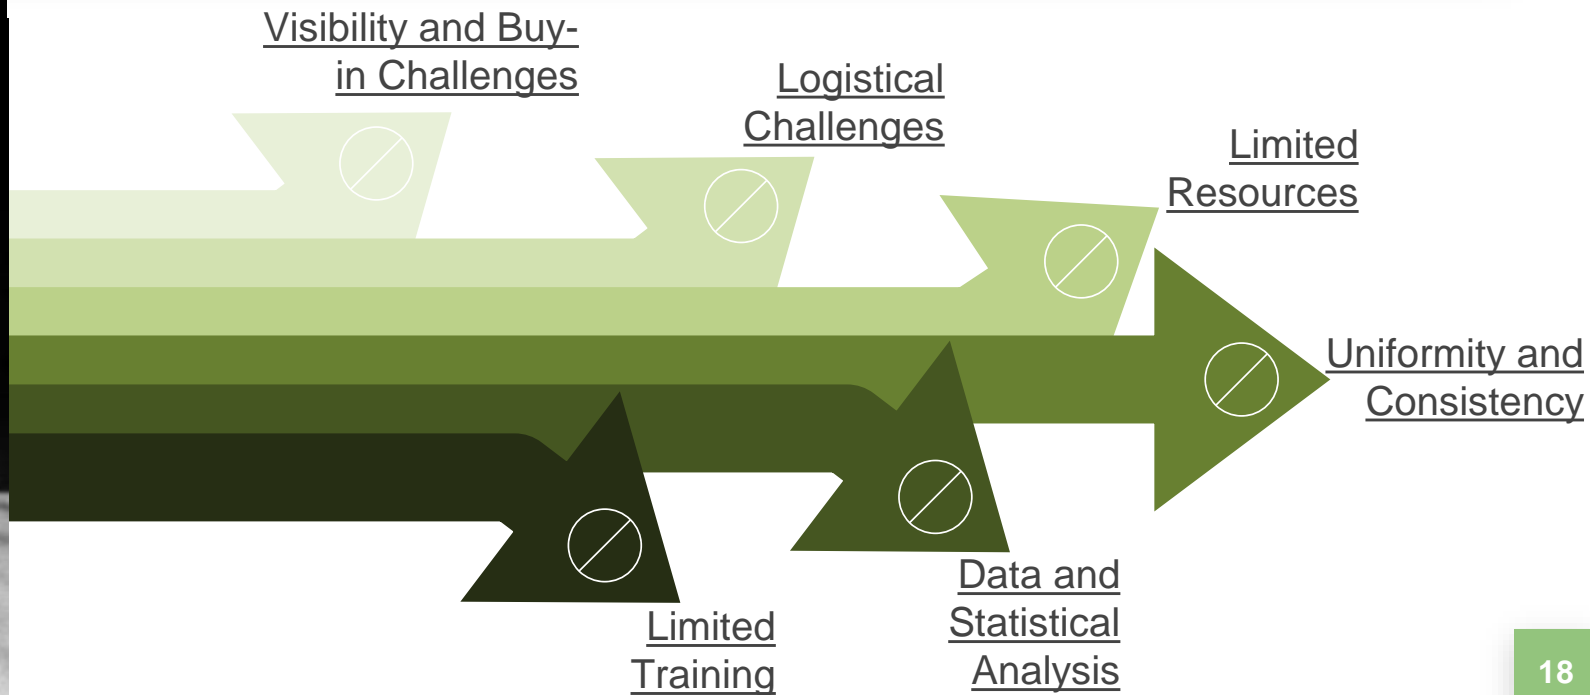 Visibility and Buy-
in Challenges
Logistical
Challenges
Limited
Resources
Uniformity and
Consistency
Data and
Statistical
Analysis
Limited
Training
18